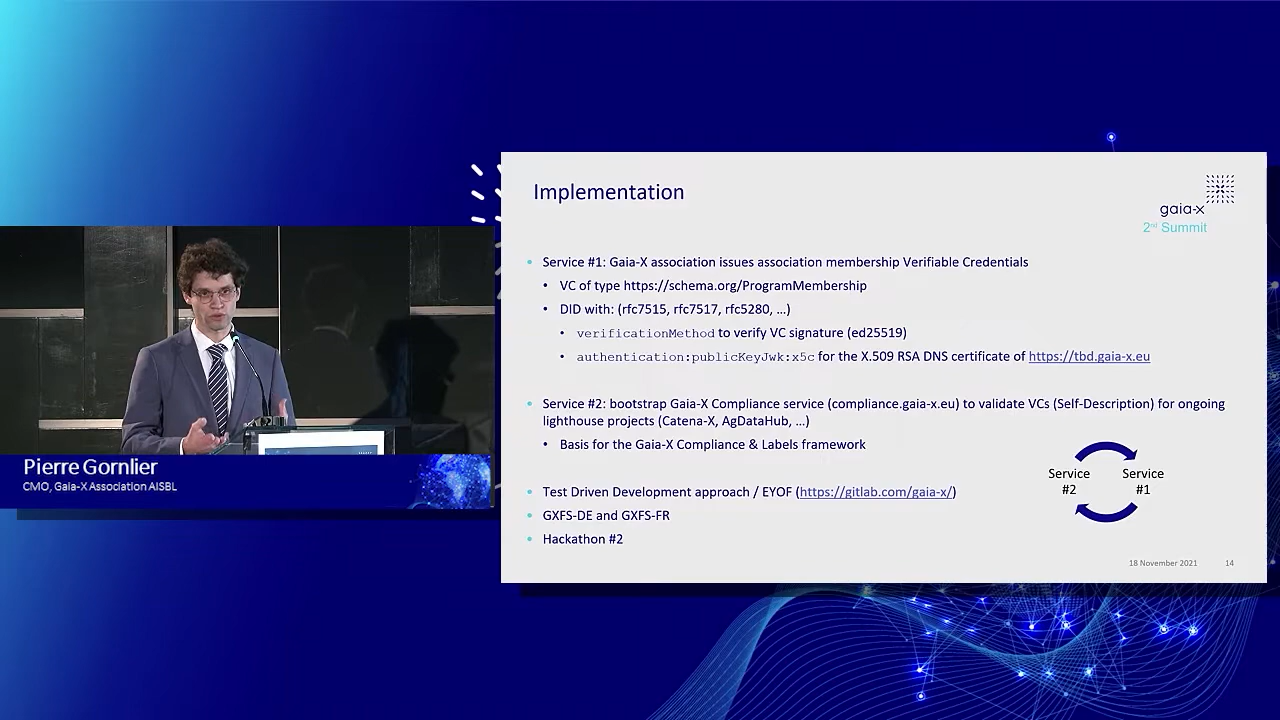 Implementation
gaia-x
2nd Summit
Service #1: Gaia-X association issues association membership Verifiable Credentials
VC of type https://schema.org/ProgramMembership
DID with: (rfc7515, rfc7517, rfc5280, ...)
verificationMethod to verify VC signature (ed25519)
authentication:publicKeyJwk:x5c for the X.509 RSA DNS certificate of https://tbd.gaia-x.eu
Service #2: bootstrap Gaia-X Compliance service (compliance.gaia-x.eu) to validate VCs (Self-Description) for ongoing
lighthouse projects (Catena-X, AgDataHub, ...)
Basis for the Gaia-X Compliance & Labels framework
Service
#2
Service
#1
Test Driven Development approach / EYOF (https://gitlab.com/gaia-x/)
GXFS-DE and GXFS-FR
Hackathon #2
18 November 2021
14
Pierre Gornlier
CMO, Gaia-X Association AISBL